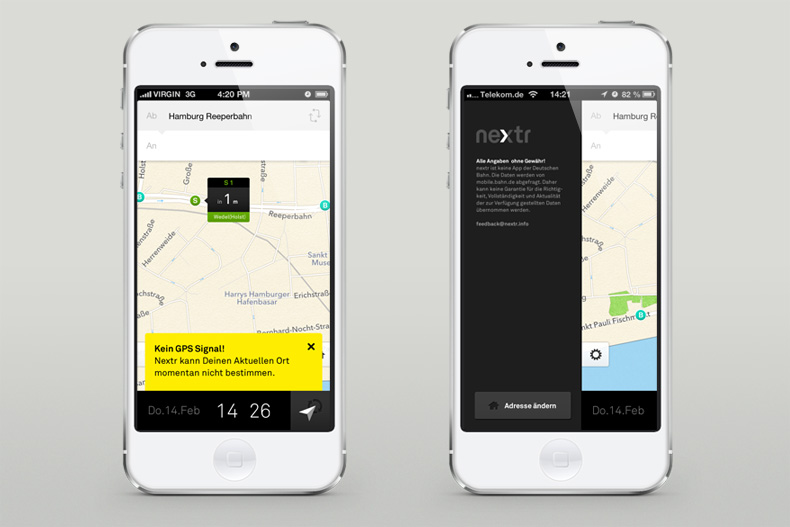 VIRGIN 3G 4:20 PM
Ab Hamburg Reeperbahn
An
Holst
Große
S 1
in 1 m
Wedel(Holst)
S
B
B
Reeperbahn
Herrenweide
Sankt
Muse
Erichstraße
Harrys Hamburger
Hafenbasar
Bernhard-Nocht-Str
Kein GPS Signal!
Nextr kann Deinen Aktuellen Ort
momentan nicht bestimmen.
Do.14.Feb 14 26
Telekom.de 14:21 82 %
nextr
Alle Angaben ohne Gewähr!
nextr ist keine App der Deutschen
Bahn. Die Daten werden von
mobile.bahn.de abgefragt. Daher
kann keine Garantie für die Richtig-
keit, Vollständigkeit und Aktualität
der zur Verfügung gestellten Daten
übernommen werden.
feedback@nextr.info
Adresse ändern
Ab Hamburg Re
An
Herrenweide
B
nkt Pauli Fischm
Do.14.Feb